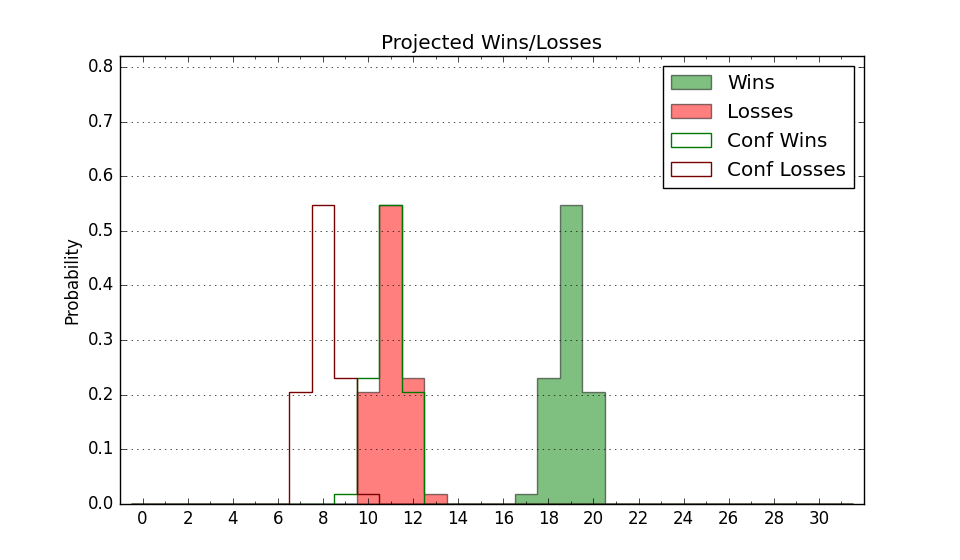 Projected Wins/Losses
Wins
Losses
Conf Wins
Conf Losses
Probability
0.8
0.7
0.6
0.5
0.4
0.3
0.2
0.1
0.0
0 2 4 6 8 10 12 14 16 18 20 22 24 26 28 30